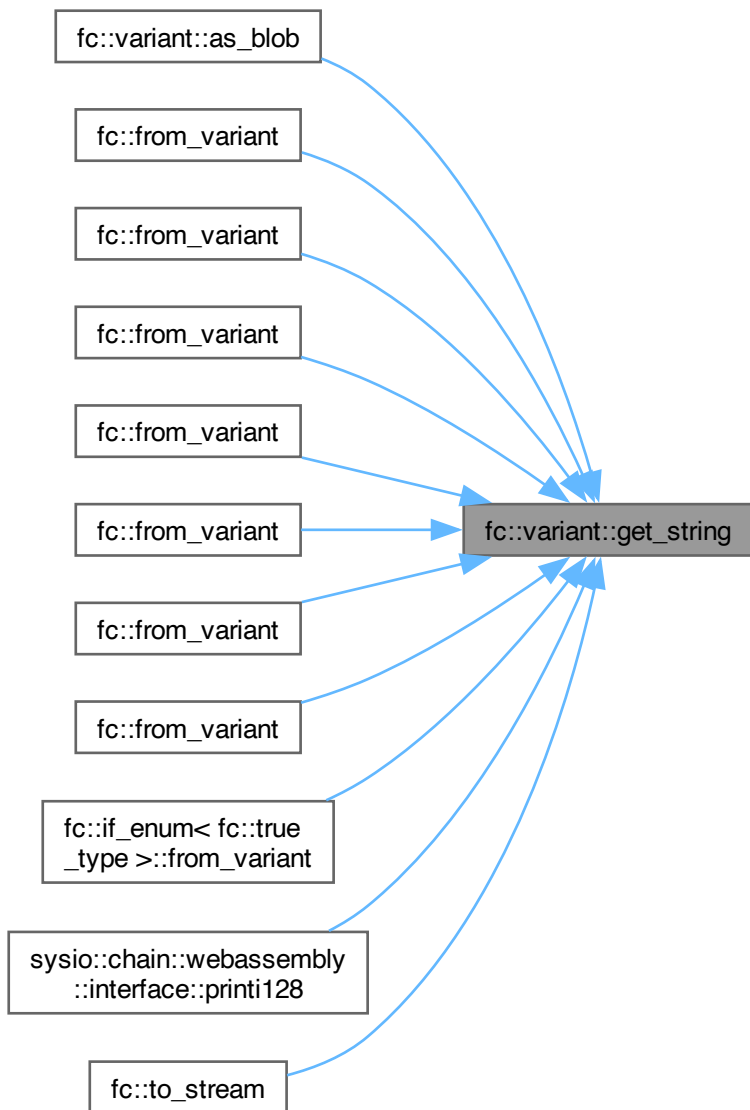 fc::variant::as_blob
fc::from_variant
fc::from_variant
fc::from_variant
fc::from_variant
fc::from_variant
fc::variant::get_string
fc::from_variant
fc::from_variant
fc::if_enum< fc::true
_type >::from_variant
sysio::chain::webassembly
::interface::printi128
fc::to_stream